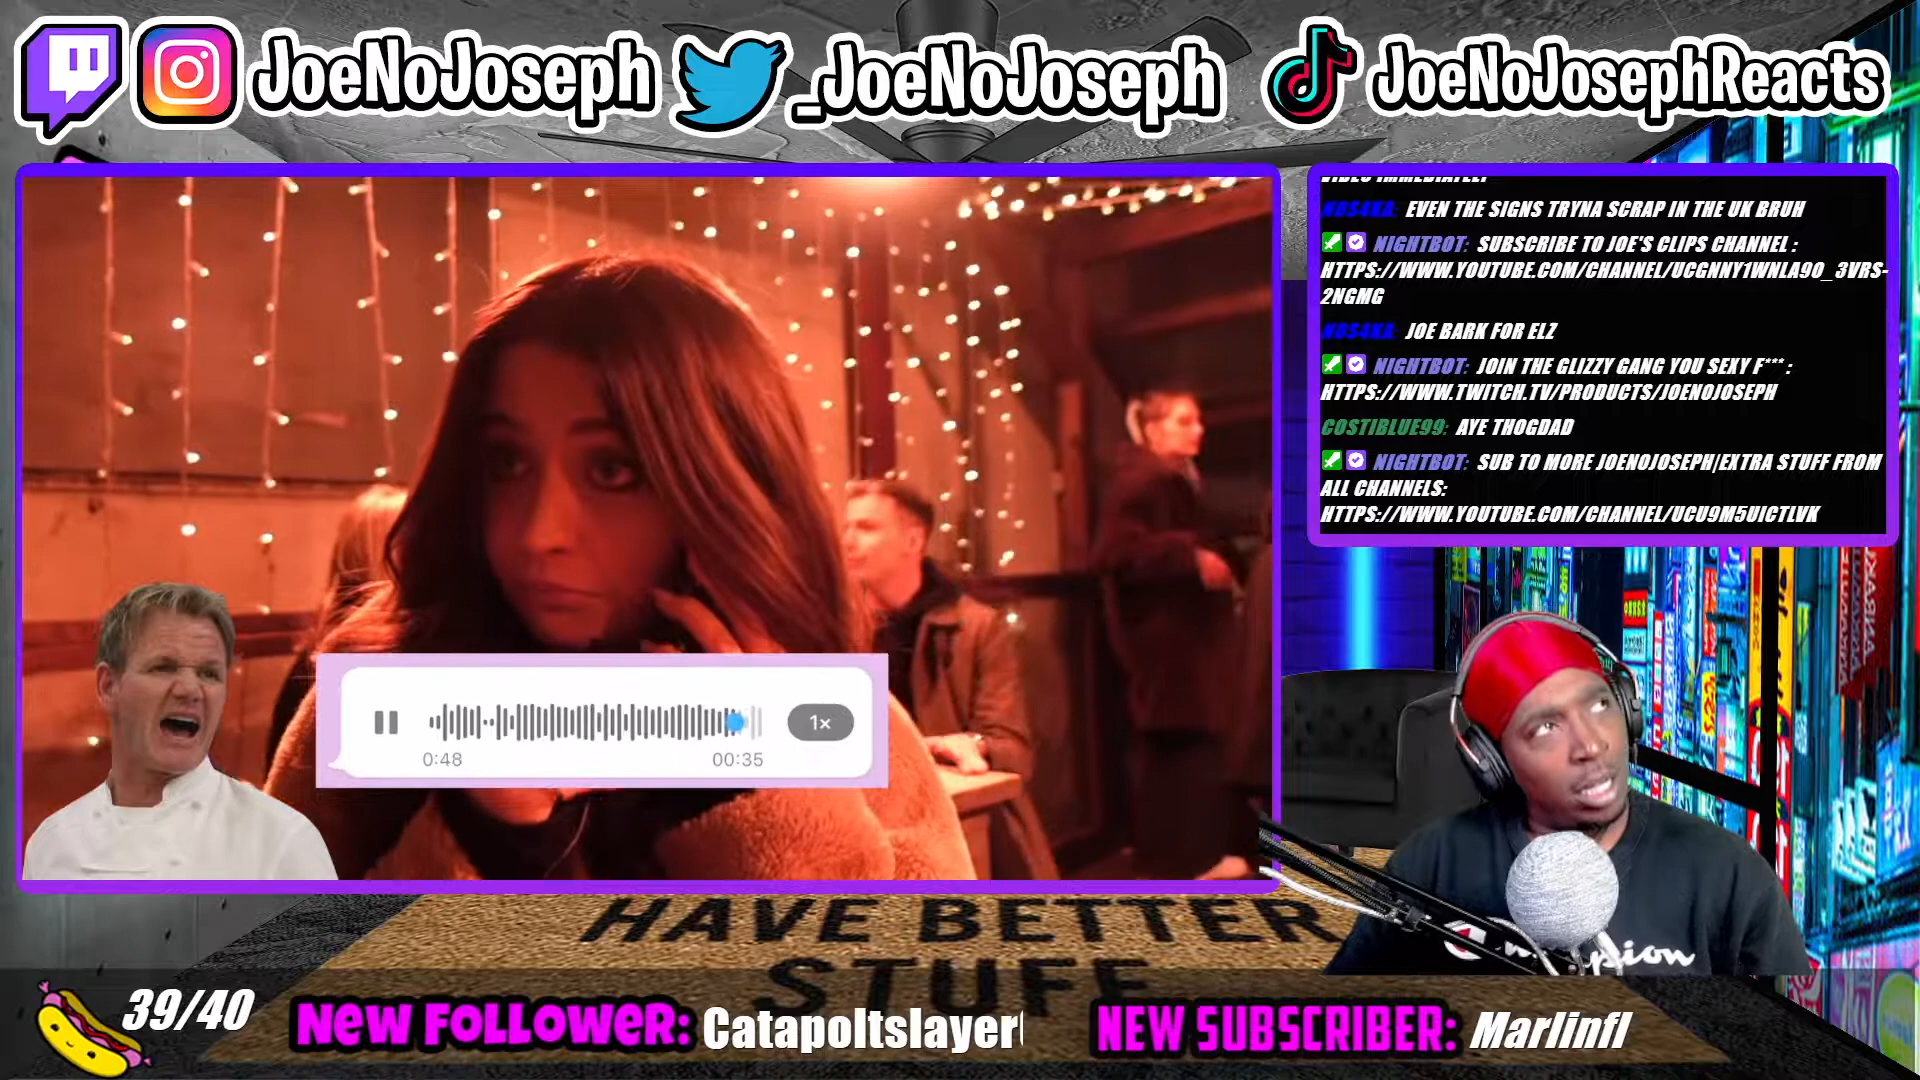 JoeNoJoseph
_JoeNoJoseph
JoeNoJosephReacts
EVEN THE SIGNS TRYNA SCRAP IN THE UK BRUH
NIGHTBOT: SUBSCRIBE TO JOE'S CLIPS CHANNEL :
HTTPS://WWW.YOUTUBE.COM/CHANNEL/UCGNNY1WNLA90_3VRS-
2NGMG
JOE BARK FOR ELZ
NIGHTBOT: JOIN THE GLIZZY GANG YOU SEXY F*** :
HTTPS://WWW.TWITCH.TV/PRODUCTS/JOENOJOSEPH
COSTIBLUE99: AYE THOGDAD
NIGHTBOT: SUB TO MORE JOENOJOSEPH|EXTRA STUFF FROM
ALL CHANNELS:
HTTPS://WWW.YOUTUBE.COM/CHANNEL/UCU9M5UICTLVK
1×
0:48
00:35
HAVE BETTER
STUFF
39/40
NEW FOLLOWER: Catapoltslayer
NEW SUBSCRIBER: Marlinfl